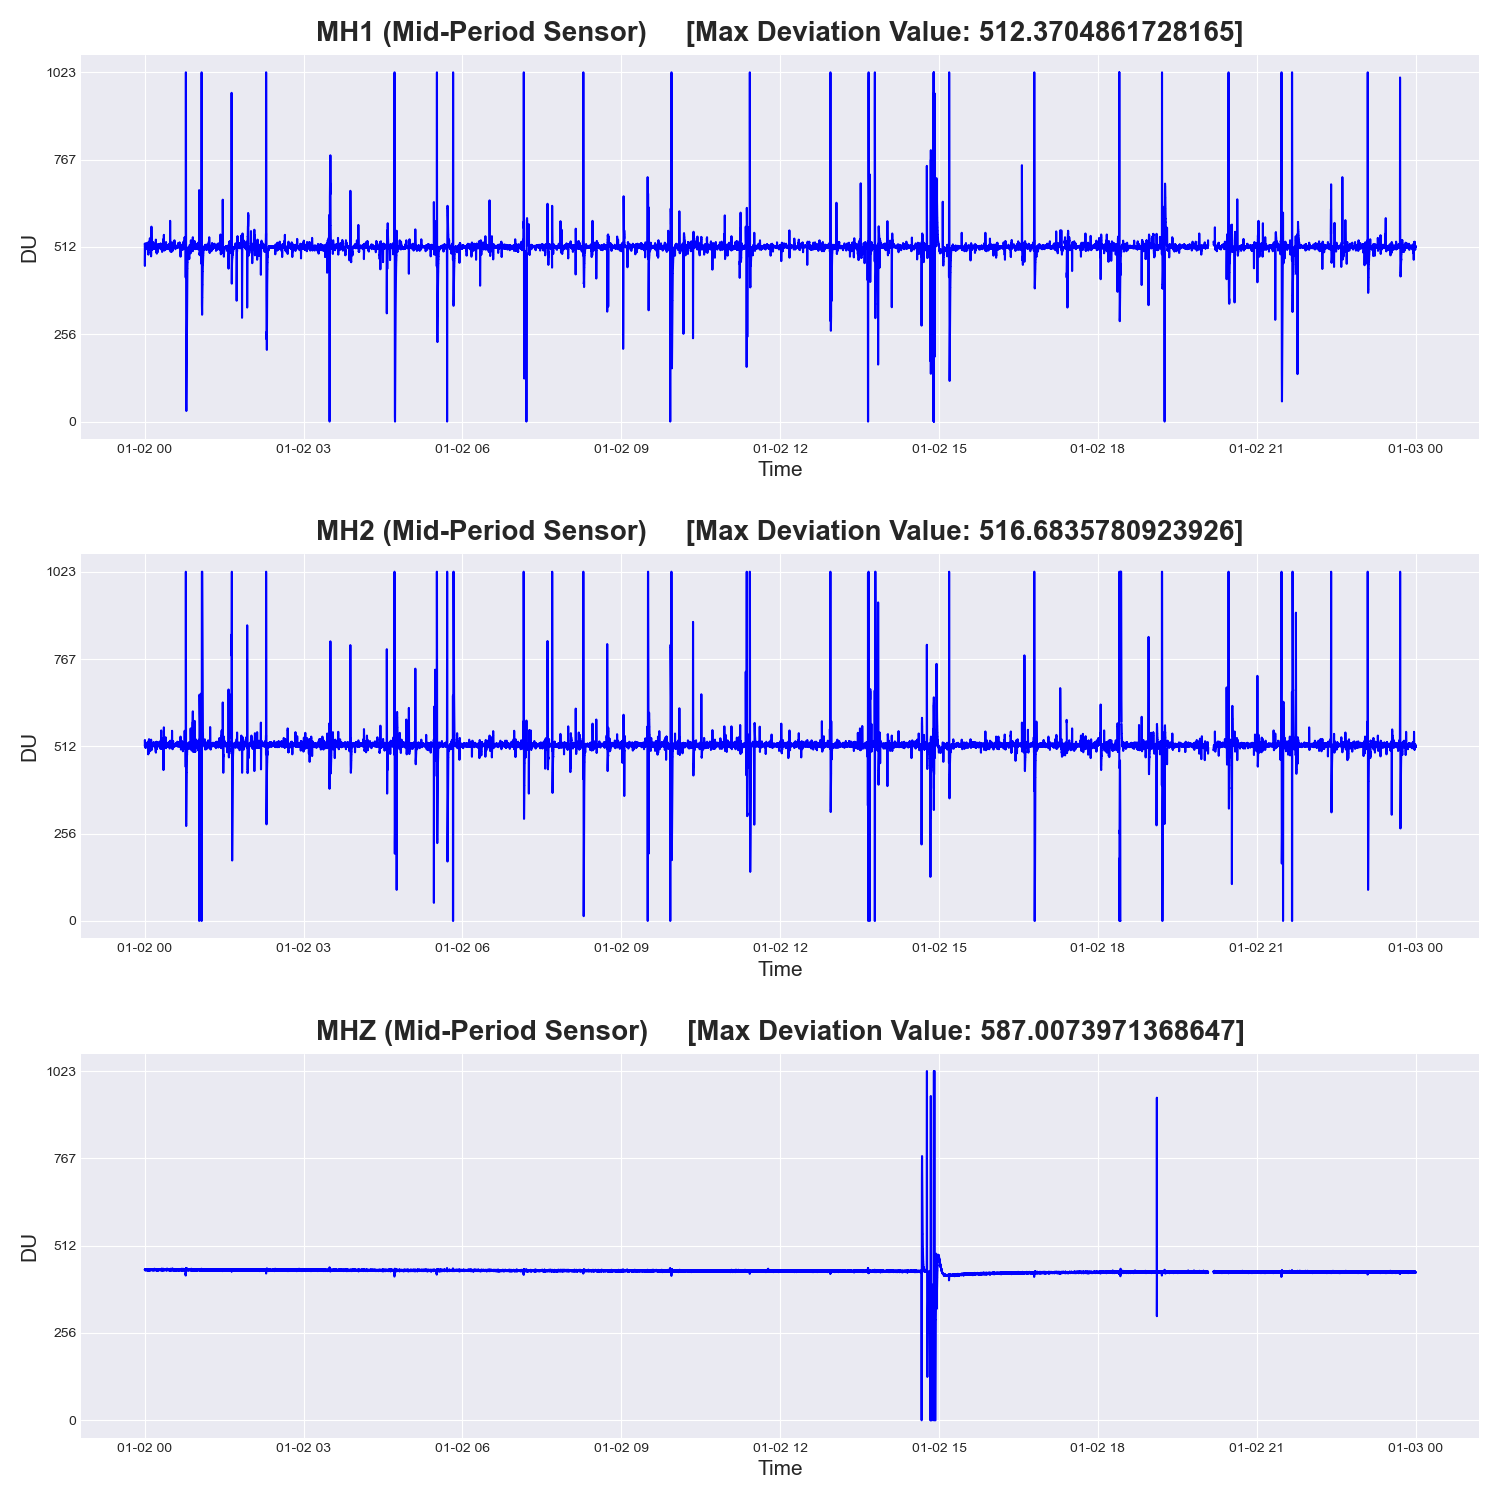 MH1 (Mid-Period Sensor) [Max Deviation Value: 512.3704861728165]
1023
767
512
256
0
DU
01-02 00 01-02 03 01-02 06 01-02 09 01-02 12 01-02 15 01-02 18 01-02 21 01-03 00
Time
MH2 (Mid-Period Sensor) [Max Deviation Value: 516.6835780923926]
1023
767
512
256
0
DU
01-02 00 01-02 03 01-02 06 01-02 09 01-02 12 01-02 15 01-02 18 01-02 21 01-03 00
Time
MHZ (Mid-Period Sensor) [Max Deviation Value: 587.0073971368647]
1023
767
512
256
0
DU
01-02 00 01-02 03 01-02 06 01-02 09 01-02 12 01-02 15 01-02 18 01-02 21 01-03 00
Time